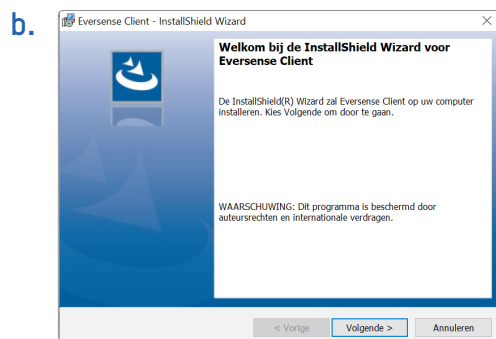 b.
Eversense Client - InstallShield Wizard
Welkom bij de InstallShield Wizard voor
Eversense Client
De InstallShield(R) Wizard zal Eversense Client op uw computer
installeren. Kies Volgende om door te gaan.
WAARSCHUWING: Dit programma is beschermd door
auteursrechten en internationale verdragen.
< Vorige Volgende > Annuleren